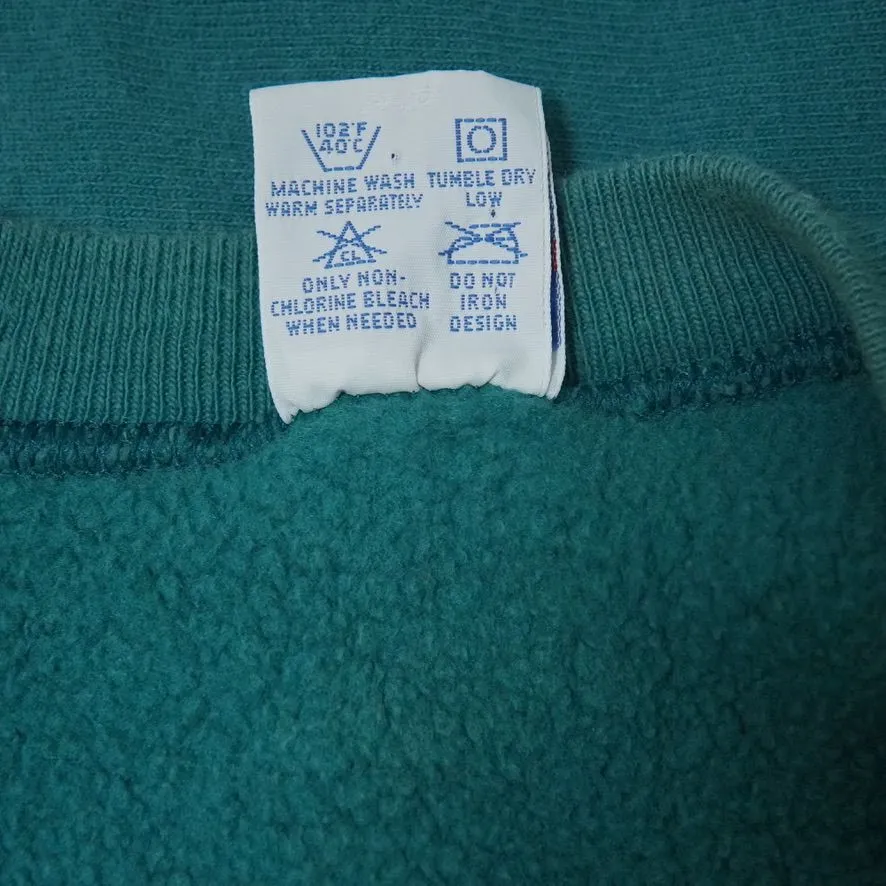 102°F
40°C
MACHINE WASH
WARM SEPARATELY
TUMBLE DRY
LOW
CL
ONLY NON-
CHLORINE BLEACH
WHEN NEEDED
DO NOT
IRON
DESIGN